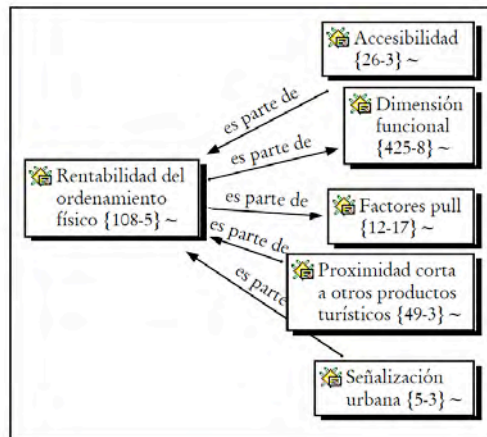 Accesibilidad
{26-3} ~
es parte de
Dimensión
funcional
{425-8} ~
es parte de
Rentabilidad del
ordenamiento
físico {108-5} ~
es parte de
Factores pull
{12-17} ~
es parte de
Proximidad corta
a otros productos
turísticos {49-3} ~
es parte
Señalización
urbana {5-3} ~